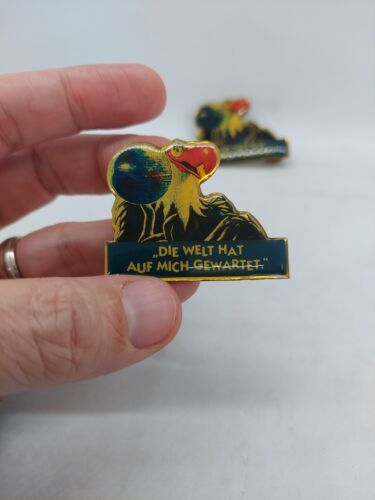 „DIE WELT HAT
AUF MICH GEWARTET."